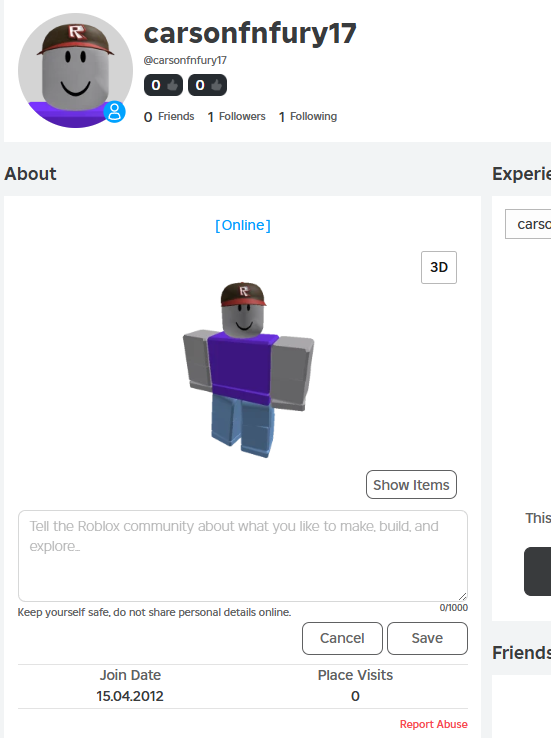 carsonfnfury17
@carsonfnfury17
0 0
0 Friends 1 Followers 1 Following
About
Experie
[Online]
carso
3D
R
R
Show Items
Tell the Roblox community about what you like to make, build, and
explore..
This
Keep yourself safe, do not share personal details online.
0/1000
Cancel
Save
Friends
Join Date
Place Visits
15.04.2012
0
Report Abuse